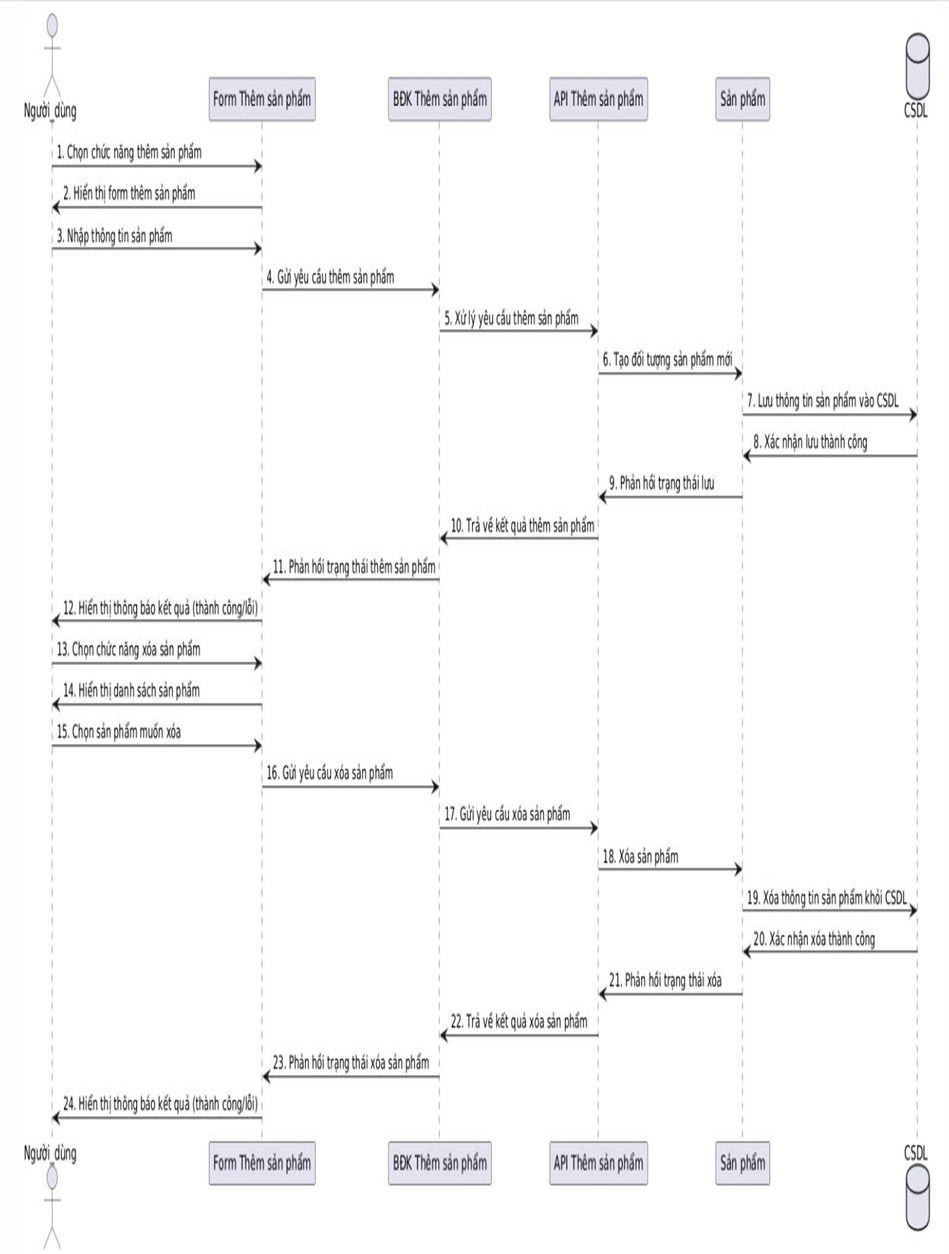 Người dùng
Form Thêm sản phẩm
BĐK Thêm sản phẩm
API Thêm sản phẩm
Sản phẩm
CSDL
1. Chọn chức năng thêm sản phẩm
2. Hiển thị form thêm sản phẩm
3. Nhập thông tin sản phẩm
4. Gửi yêu cầu thêm sản phẩm
5. Xử lý yêu cầu thêm sản phẩm
6. Tạo đối tượng sản phẩm mới
7. Lưu thông tin sản phẩm vào CSDL
8. Xác nhận lưu thành công
9. Phản hồi trạng thái lưu
10. Trả về kết quả thêm sản phẩm
11. Phản hồi trạng thái thêm sản phẩm
12. Hiển thị thông báo kết quả (thành công/lỗi)
13. Chọn chức năng xóa sản phẩm
14. Hiển thị danh sách sản phẩm
15. Chọn sản phẩm muốn xóa
16. Gửi yêu cầu xóa sản phẩm
17. Gửi yêu cầu xóa sản phẩm
18. Xóa sản phẩm
19. Xóa thông tin sản phẩm khỏi CSDL
20. Xác nhận xóa thành công
21. Phản hồi trạng thái xóa
22. Trả về kết quả xóa sản phẩm
23. Phản hồi trạng thái xóa sản phẩm
24. Hiển thị thông báo kết quả (thành công/lỗi)
Người dùng
Form Thêm sản phẩm
BĐK Thêm sản phẩm
API Thêm sản phẩm
Sản phẩm
CSDL